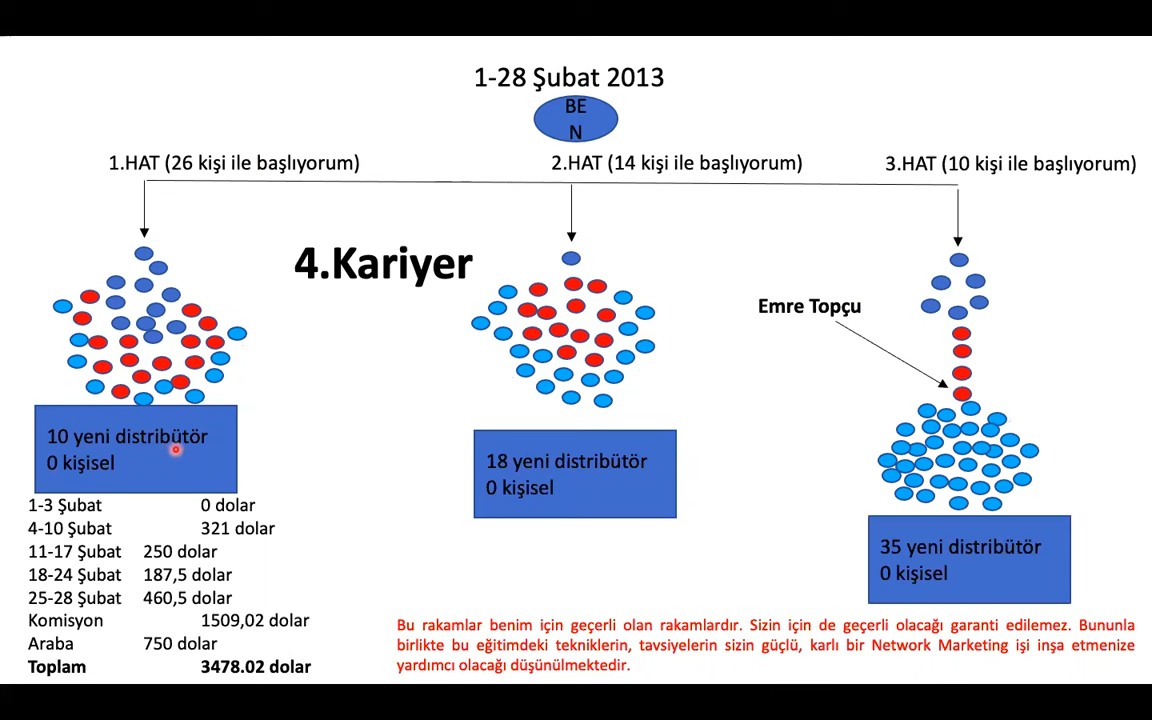 1-28 Şubat 2013
BE
N
1.HAT (26 kişi ile başlıyorum)
2.HAT (14 kişi ile başlıyorum)
3.HAT (10 kişi ile başlıyorum)
4.Kariyer
Emre Topçu
10 yeni distribütör
0 kişisel
18 yeni distribütör
0 kişisel
35 yeni distribütör
0 kişisel
1-3 Şubat 0 dolar
4-10 Şubat 321 dolar
11-17 Şubat 250 dolar
18-24 Şubat 187,5 dolar
25-28 Şubat 460,5 dolar
Komisyon 1509,02 dolar
Araba 750 dolar
Toplam 3478.02 dolar
Bu rakamlar benim için geçerli olan rakamlardır. Sizin için de geçerli olacağı garanti edilemez. Bununla
birlikte bu eğitimdeki tekniklerin, tavsiyelerin sizin güçlü, karlı bir Network Marketing işi inşa etmenize
yardımcı olacağı düşünülmektedir.